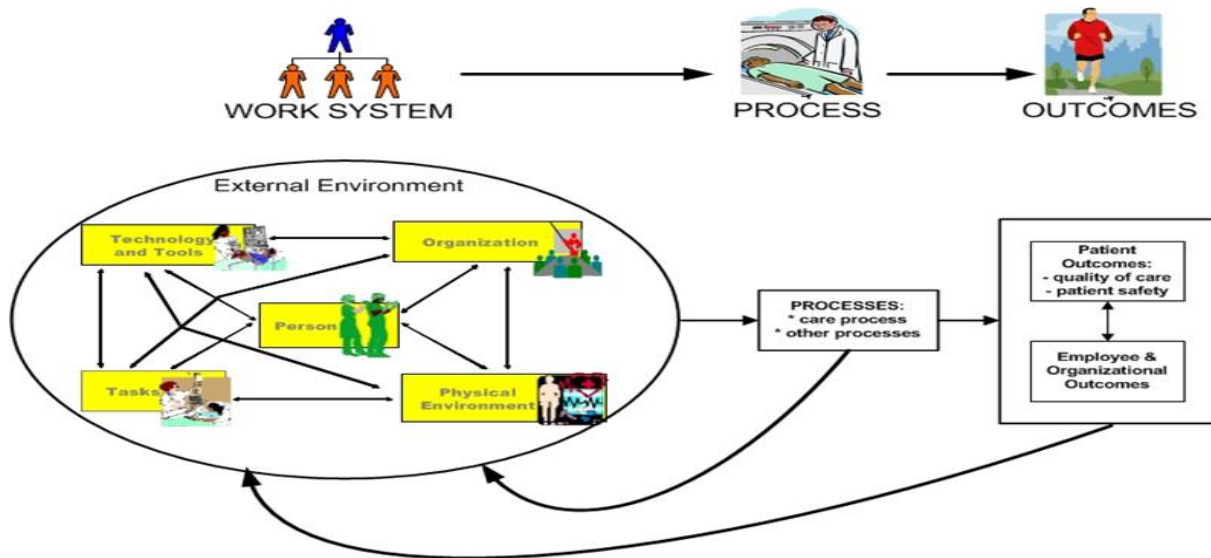 WORK SYSTEM
PROCESS
OUTCOMES
External Environment
Technology
and Tools
Organization
Person
Tasks
Physical
Environment
PROCESSES:
* care process
* other processes
Patient
Outcomes:
- quality of care
- patient safety
Employee &
Organizational
Outcomes